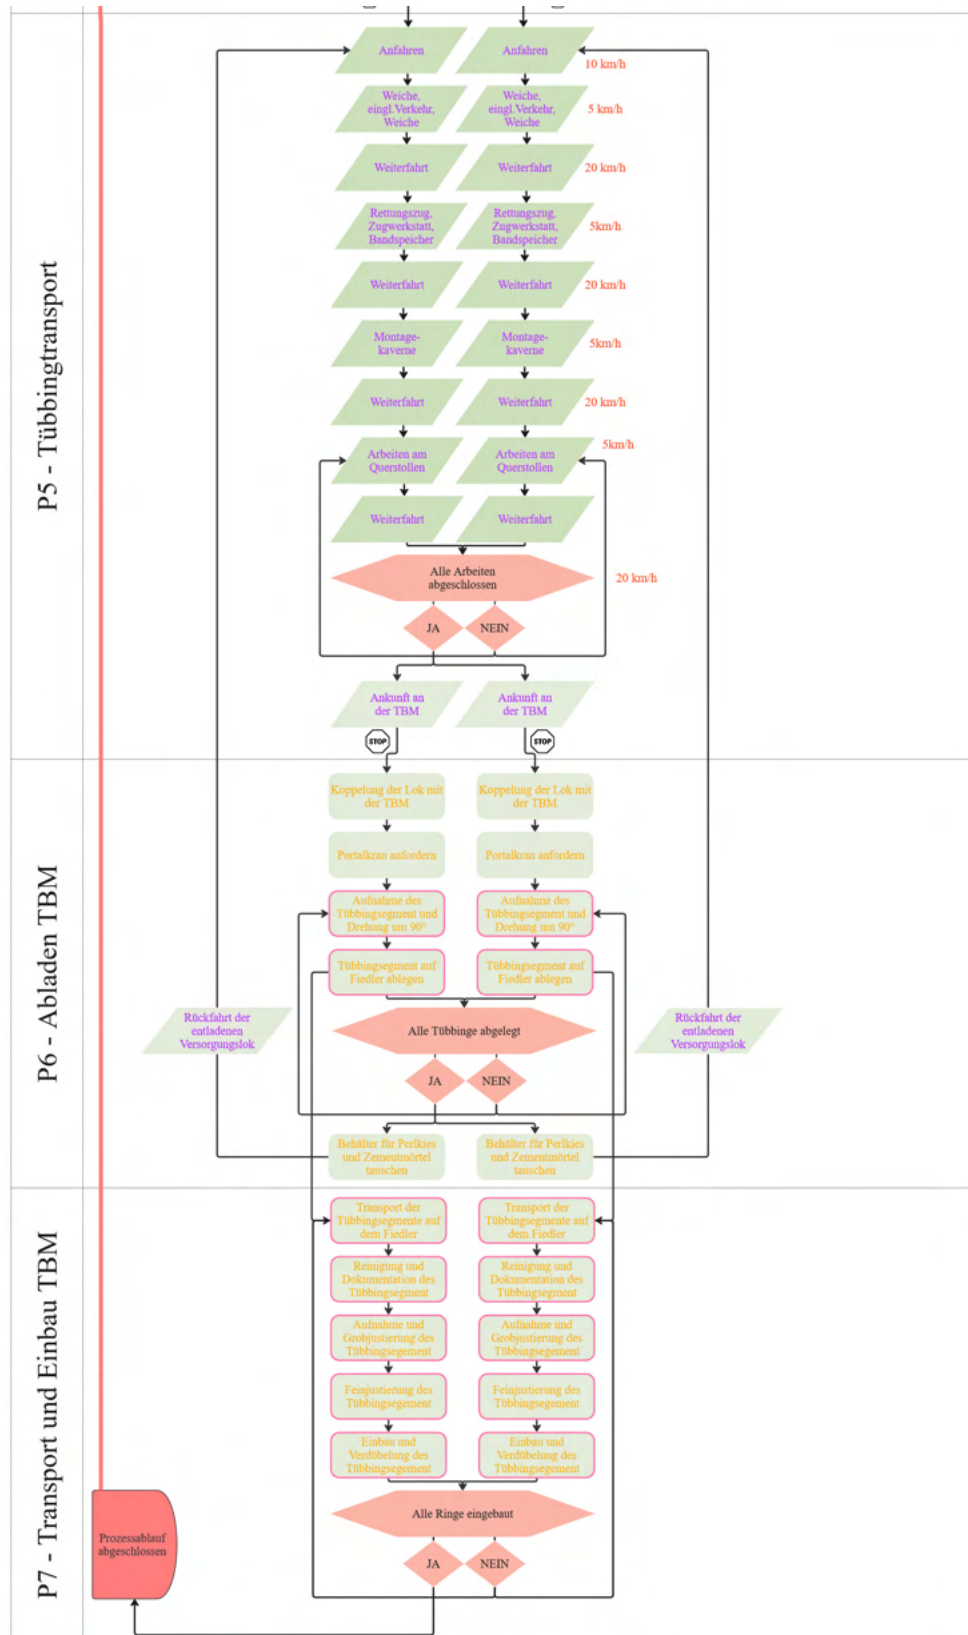 P5 - Tübbingtransport
Anfahren
Anfahren
10 km/h
Weiche,
eingl.Verkehr,
Weiche
Weiche,
eingl.Verkehr,
Weiche
5 km/h
Weiterfahrt
Weiterfahrt
20 km/h
Rettungszug,
Zugwerkstatt,
Bandspeicher
Rettungszug,
Zugwerkstatt,
Bandspeicher
5km/h
Weiterfahrt
Weiterfahrt
20 km/h
Montage-
kaverne
Montage-
kaverne
5km/h
Weiterfahrt
Weiterfahrt
20 km/h
Arbeiten am
Querstollen
Arbeiten am
Querstollen
5km/h
Weiterfahrt
Weiterfahrt
Alle Arbeiten
abgeschlossen
20 km/h
JA
NEIN
Ankunft an
der TBM
Ankunft an
der TBM
STOP
STOP
P6 - Abladen TBM
Koppelung der Lok mit
der TBM
Koppelung der Lok mit
der TBM
Portalkran anfordern
Portalkran anfordern
Aufnahme des
Tübbingsegment und
Drehung um 90°
Aufnahme des
Tübbingsegment und
Drehung um 90°
Tübbingsegment auf
Fiedler ablegen
Tübbingsegment auf
Fiedler ablegen
Rückfahrt der
entladenen
Versorgungslok
Alle Tübbinge abgelegt
Rückfahrt der
entladenen
Versorgungslok
JA
NEIN
Behälter für Perlkies
und Zementmörtel
tauschen
Behälter für Perlkies
und Zementmörtel
tauschen
P7 - Transport und Einbau TBM
Transport der
Tübbingsegmente auf
dem Fiedler
Transport der
Tübbingsegmente auf
dem Fiedler
Reinigung und
Dokumentation des
Tübbingsegment
Reinigung und
Dokumentation des
Tübbingsegment
Aufnahme und
Grobjustierung des
Tübbingsegement
Aufnahme und
Grobjustierung des
Tübbingsegement
Feinjustierung des
Tübbingsegement
Feinjustierung des
Tübbingsegement
Einbau und
Verdübelung des
Tübbingsegement
Einbau und
Verdübelung des
Tübbingsegement
Alle Ringe eingebaut
Prozessablauf
abgeschlossen
JA
NEIN